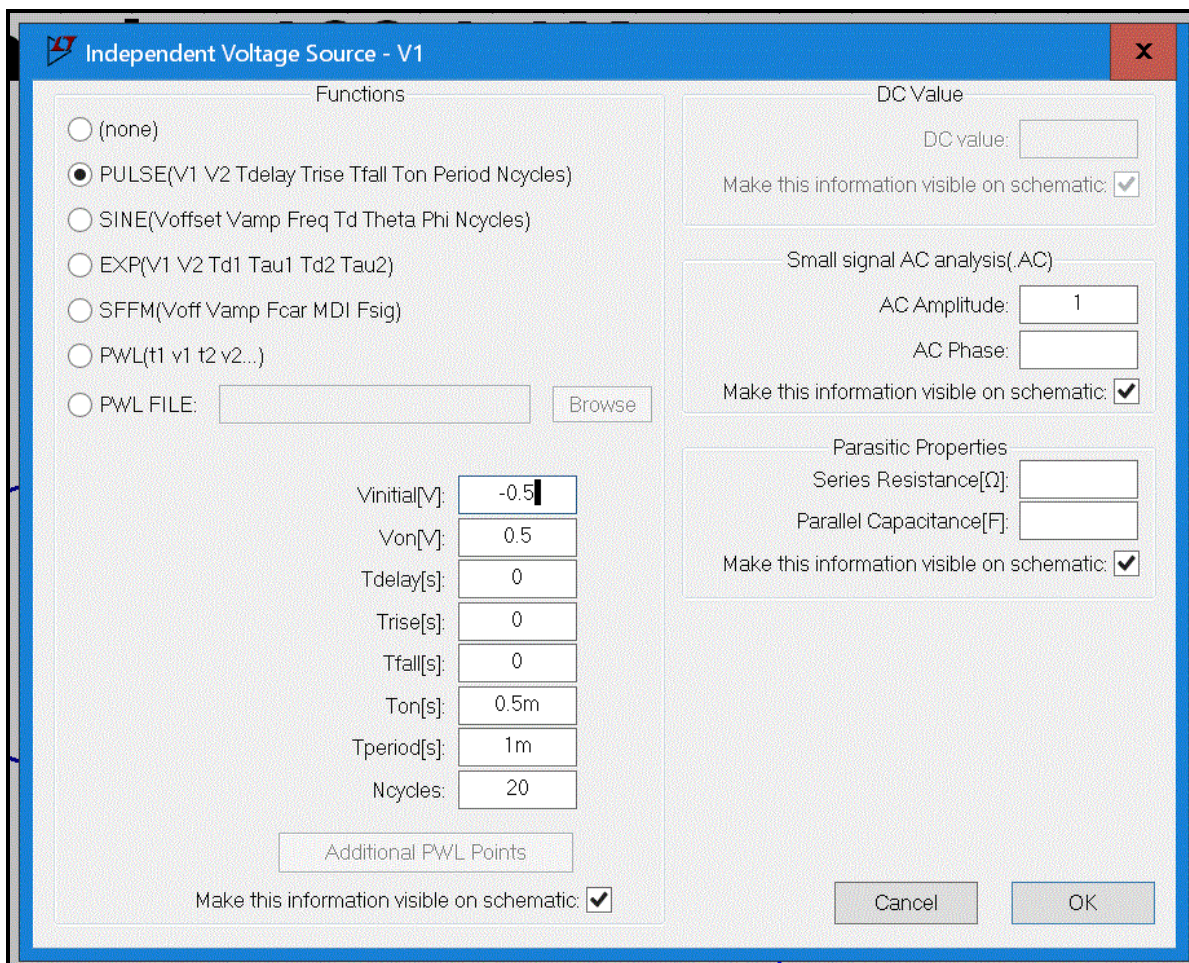 Independent Voltage Source - V1
x
Functions
(none)
PULSE(V1 V2 Tdelay Trise Tfall Ton Period Ncycles)
SINE(Voffset Vamp Freq Td Theta Phi Ncycles)
EXP(V1 V2 Td1 Tau1 Td2 Tau2)
SFFM(Voff Vamp Fcar MDI Fsig)
PWL(t1 v1 t2 v2...)
PWL FILE:
Browse
Vinitial[V]: -0.5
Von[V]: 0.5
Tdelay[s]: 0
Trise[s]: 0
Tfall[s]: 0
Ton[s]: 0.5m
Tperiod[s]: 1m
Ncycles: 20
Additional PWL Points
Make this information visible on schematic:
DC Value
DC value:
Make this information visible on schematic:
Small signal AC analysis(.AC)
AC Amplitude: 1
AC Phase:
Make this information visible on schematic:
Parasitic Properties
Series Resistance[Ω]:
Parallel Capacitance[F]:
Make this information visible on schematic:
Cancel
OK